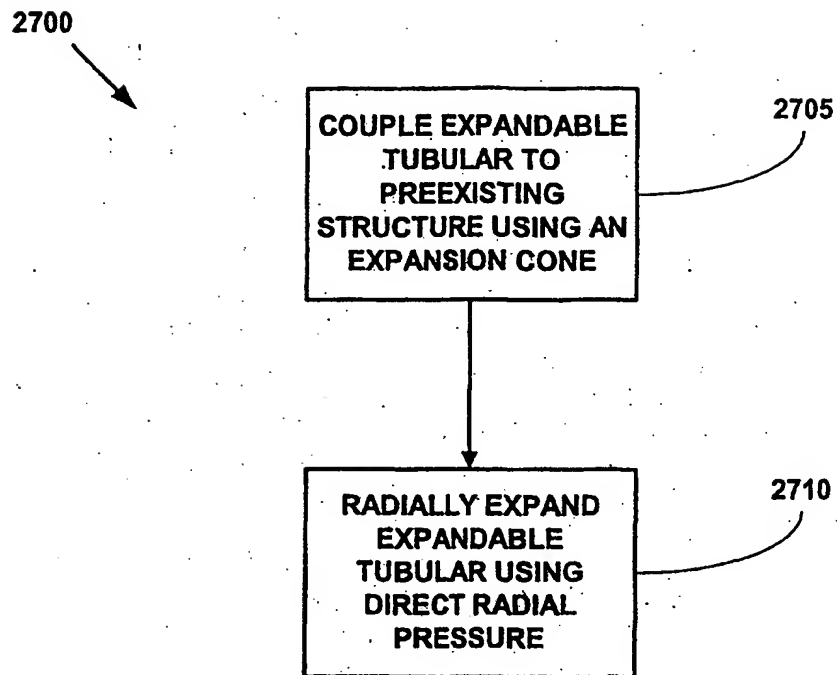 2700
COUPLE EXPANDABLE
TUBULAR TO
PREEXISTING
STRUCTURE USING AN
EXPANSION CONE
2705
RADIALLY EXPAND
EXPANDABLE
TUBULAR USING
DIRECT RADIAL
PRESSURE
2710